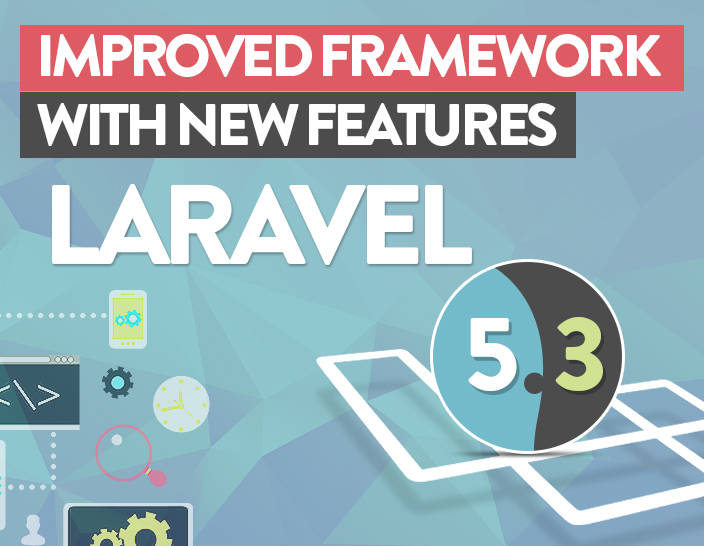 IMPROVED FRAMEWORK
WITH NEW FEATURES
LARAVEL
5.3
<\>